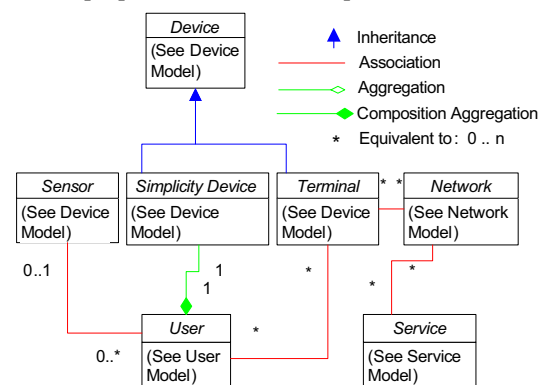 Device
(See Device
Model)
Inheritance
Association
Aggregation
Composition Aggregation
* Equivalent to: 0 .. n
Sensor
(See Device
Model)
Simplicity Device
(See Device
Model)
Terminal
(See Device
Model)
* *
Network
(See Network
Model)
0..1
1
1
*
*
*
*
0..*
User
(See User
Model)
Service
(See Service
Model)